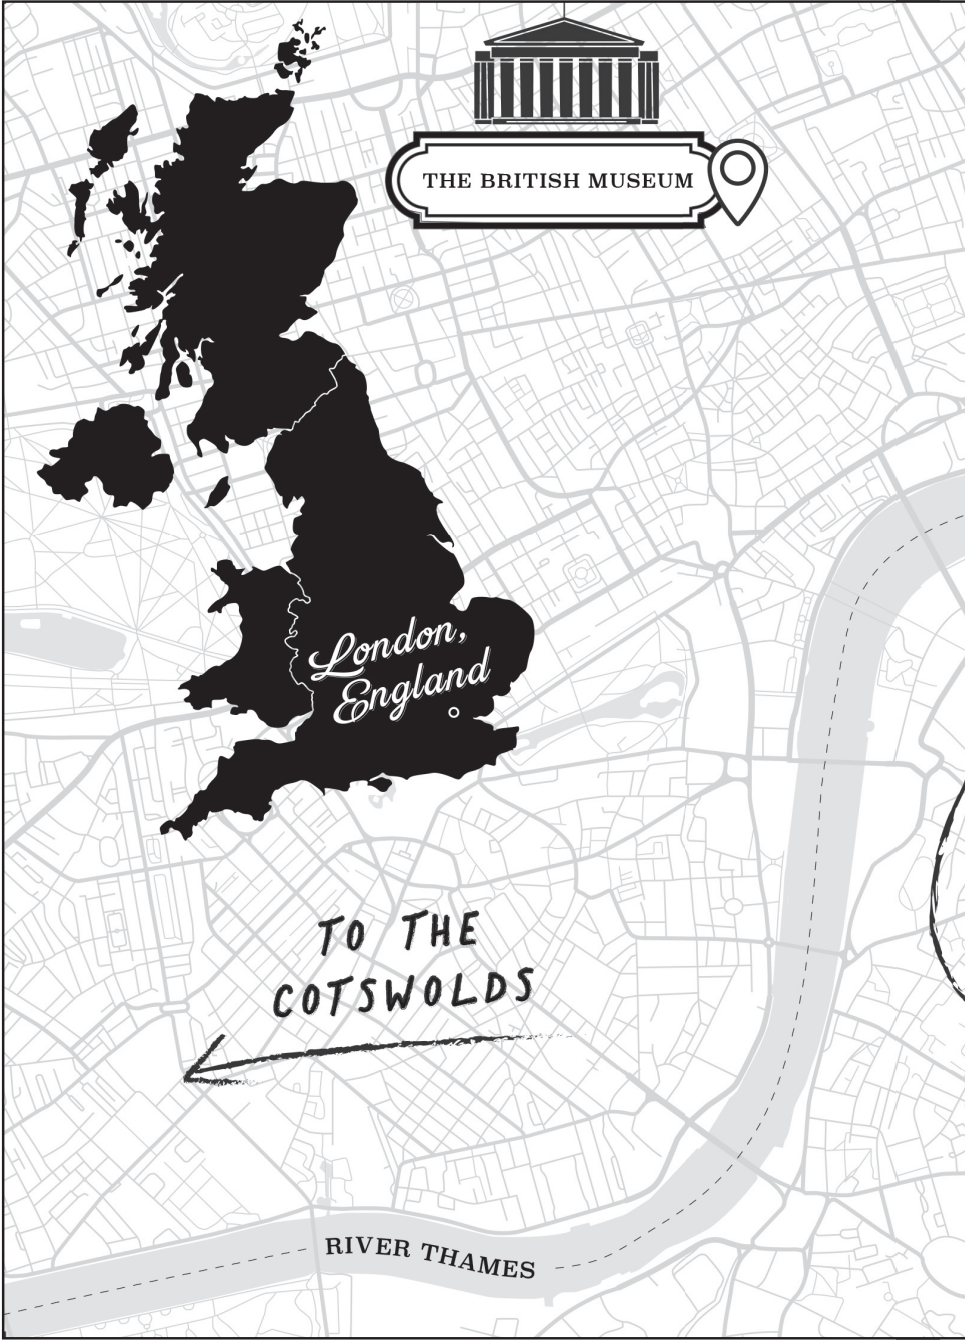 THE BRITISH MUSEUM
London,
England
TO THE
COTSWOLDS
RIVER THAMES